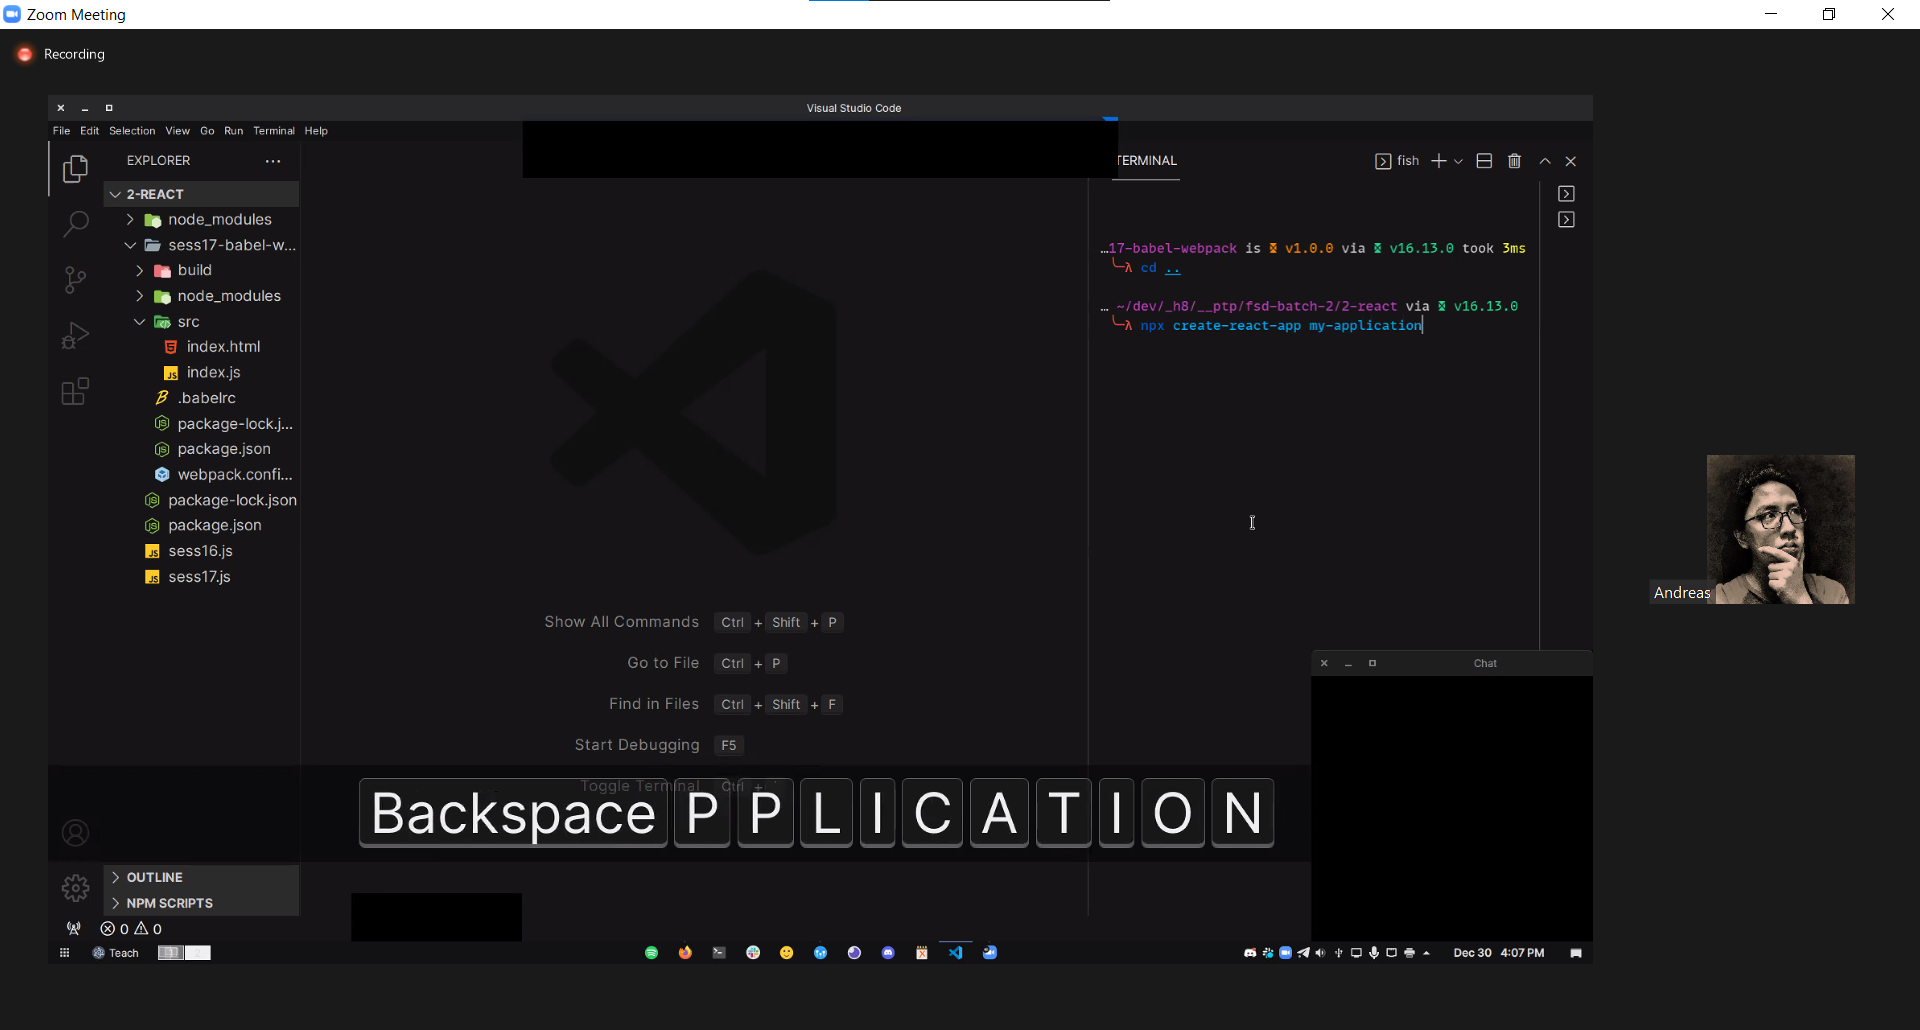 Zoom Meeting
Recording
Visual Studio Code
File Edit Selection View Go Run Terminal Help
EXPLORER
TERMINAL
fish
2-REACT
node_modules
sess17-babel-w...
build
node_modules
src
index.html
index.js
.babelrc
package-lock.j...
package.json
webpack.confi...
package-lock.json
package.json
sess16.js
sess17.js
…17-babel-webpack is v1.0.0 via v16.13.0 took 3ms
λ cd ..
… ~/dev/_h8/__ptp/fsd-batch-2/2-react via v16.13.0
λ npx create-react-app my-application
Show All Commands Ctrl + Shift + P
Go to File Ctrl + P
Find in Files Ctrl + Shift + F
Start Debugging F5
Toggle Terminal Ctrl +
Backspace P P L I C A T I O N
Andreas
Chat
OUTLINE
NPM SCRIPTS
0 0
Teach
Dec 30 4:07 PM